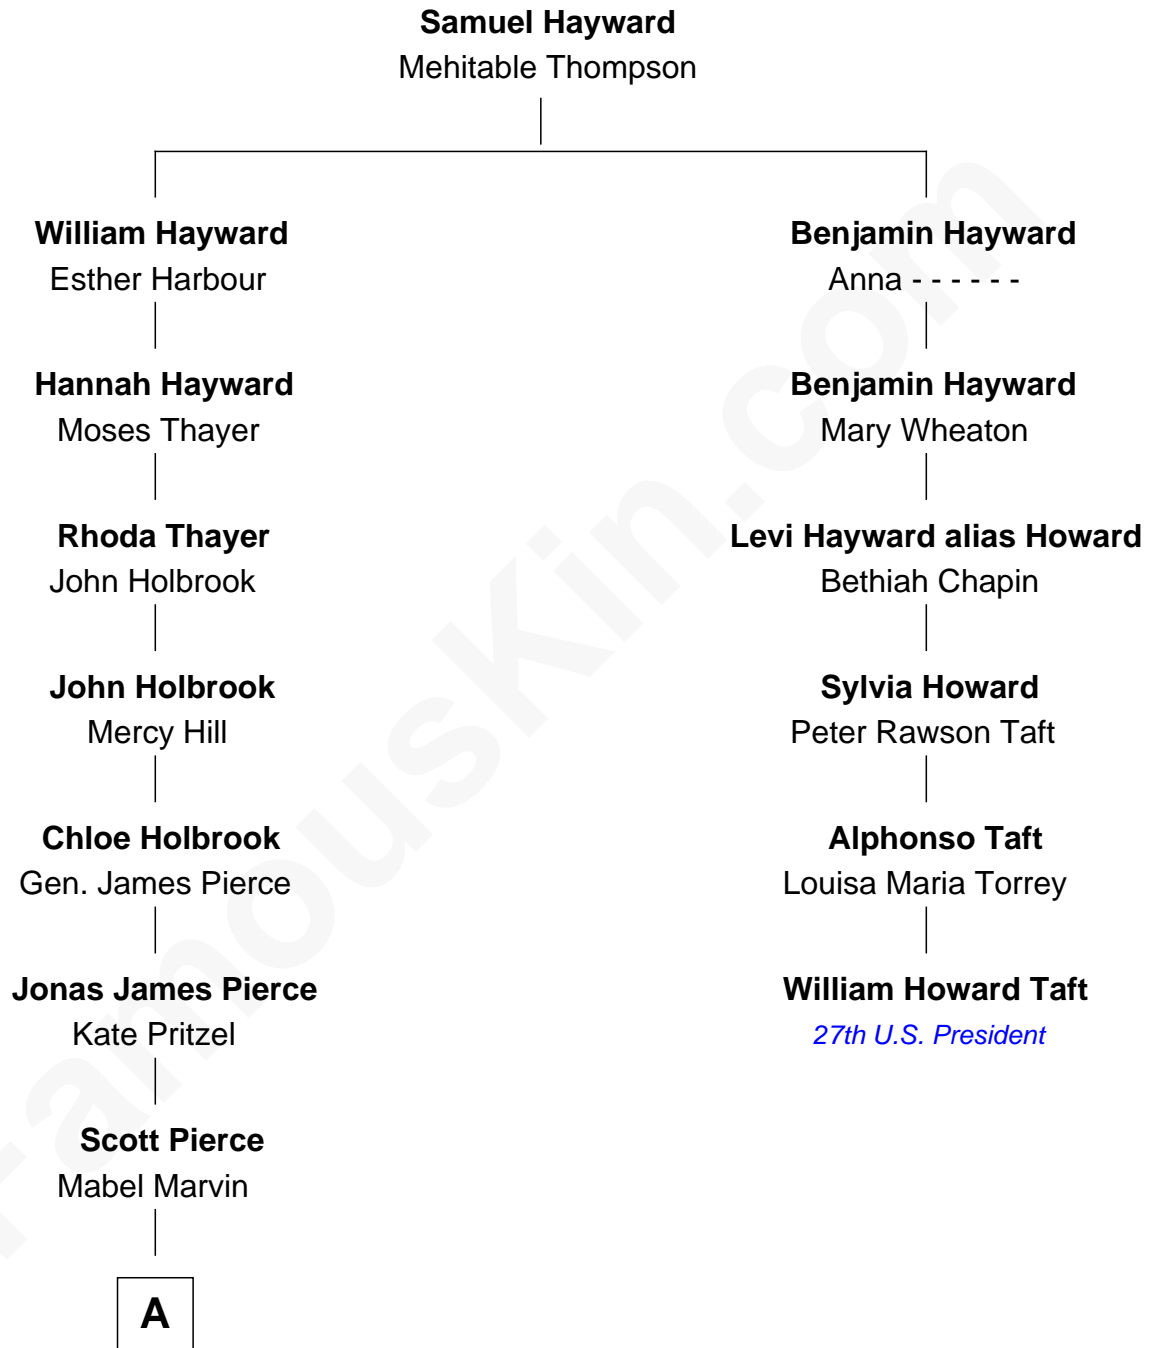 Samuel Hayward
Mehitable Thompson
William Hayward
Esther Harbour
Hannah Hayward
Moses Thayer
Rhoda Thayer
John Holbrook
John Holbrook
Mercy Hill
Chloe Holbrook
Gen. James Pierce
Jonas James Pierce
Kate Pritzel
Scott Pierce
Mabel Marvin
A
Benjamin Hayward
Anna - - - - - -
Benjamin Hayward
Mary Wheaton
Levi Hayward alias Howard
Bethiah Chapin
Sylvia Howard
Peter Rawson Taft
Alphonso Taft
Louisa Maria Torrey
William Howard Taft
27th U.S. President
FamousKin.com